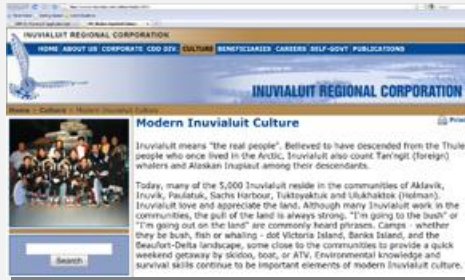 INUVIALUIT REGIONAL CORPORATION
HOME ABOUT US CORPORATE CDO DIV. CULTURE BENEFICIARIES CAREERS SELF-GOVT PUBLICATIONS
INUVIALUIT REGIONAL CORPORATION
Home > Culture > Modern Inuvialuit Culture
Modern Inuvialuit Culture
Print
Inuvialuit means "the real people". Believed to have descended from the Thule
people who once lived in the Arctic, Inuvialuit also count Tan'ngit (foreign)
whalers and Alaskan Inupiaut among their descendants.
Today, many of the 5,000 Inuvialuit reside in the communities of Aklavik,
Inuvik, Paulatuk, Sachs Harbour, Tuktoyaktuk and Ulukhaktok (Holman).
Inuvialuit love and appreciate the land. Although many Inuvialuit work in the
communities, the pull of the land is always strong. "I'm going to the bush" or
"I'm going out on the land" are commonly heard phrases. Camps - whether
they be bush, fish or whaling - dot Victoria Island, Banks Island, and the
Beaufort-Delta landscape, some close to the communities to provide a quick
weekend getaway by skidoo, boat, or ATV. Environmental knowledge and
survival skills continue to be important elements of modern Inuvialuit culture.
Search